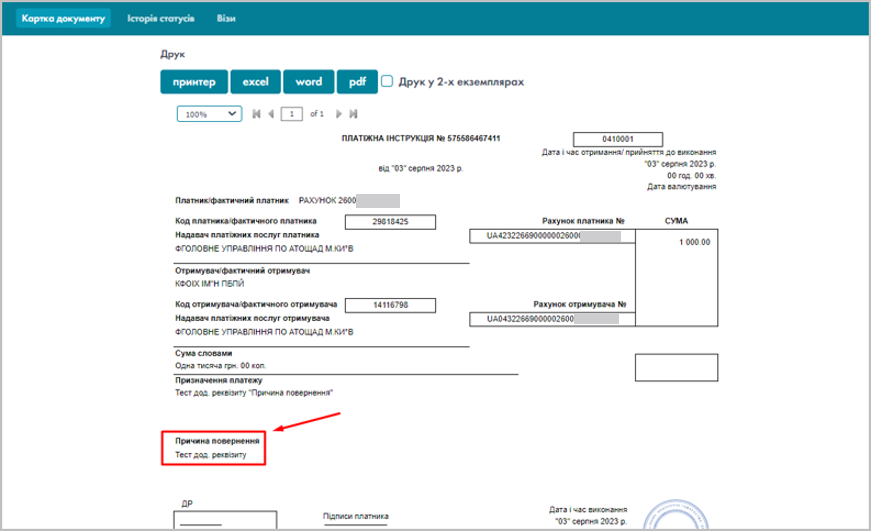 Картка документу Історія статусів Візи
Друк
принтер excel word pdf Друк у 2-х екземплярах
100% 1 of 1
ПЛАТІЖНА ІНСТРУКЦІЯ № 575586467411 0410001
Дата і час отримання/ прийняття до виконання
від "03" серпня 2023 р. "03" серпня 2023 р.
00 год. 00 хв.
Дата валютування
Платник/фактичний платник РАХУНОК 2600
Код платника/фактичного платника 29818425 Рахунок платника № СУМА
Надавач платіжних послуг платника UA423226690000002600 1 000.00
ФГОЛОВНЕ УПРАВЛІННЯ ПО АТОЩАД М.КИ*В
Отримувач/фактичний отримувач
КФОІХ ІМ"Н ПБПЙ
Код отримувача/фактичного отримувача 14116798 Рахунок отримувача №
Надавач платіжних послуг отримувача UA0432266900002600
ФГОЛОВНЕ УПРАВЛІННЯ ПО АТОЩАД М.КИ*В
Сума словами
Одна тисяча грн. 00 коп.
Призначення платежу
Тест дод. реквізиту "Причина повернення"
Причина повернення
Тест дод. реквізиту
ДР Підписи платника Дата і час виконання
"03" серпня 2023 р.